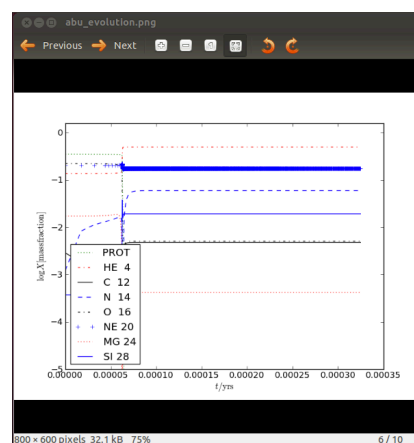 abu_evolution.png
Previous Next
0
−1
−2
−3
−4
−5
log X[massfraction]
PROT
HE 4
C 12
N 14
O 16
NE 20
MG 24
SI 28
0.00000 0.00005 0.00010 0.00015 0.00020 0.00025 0.00030 0.00035
t/yrs
800 × 600 pixels 32.1 kB 75% 6 / 10